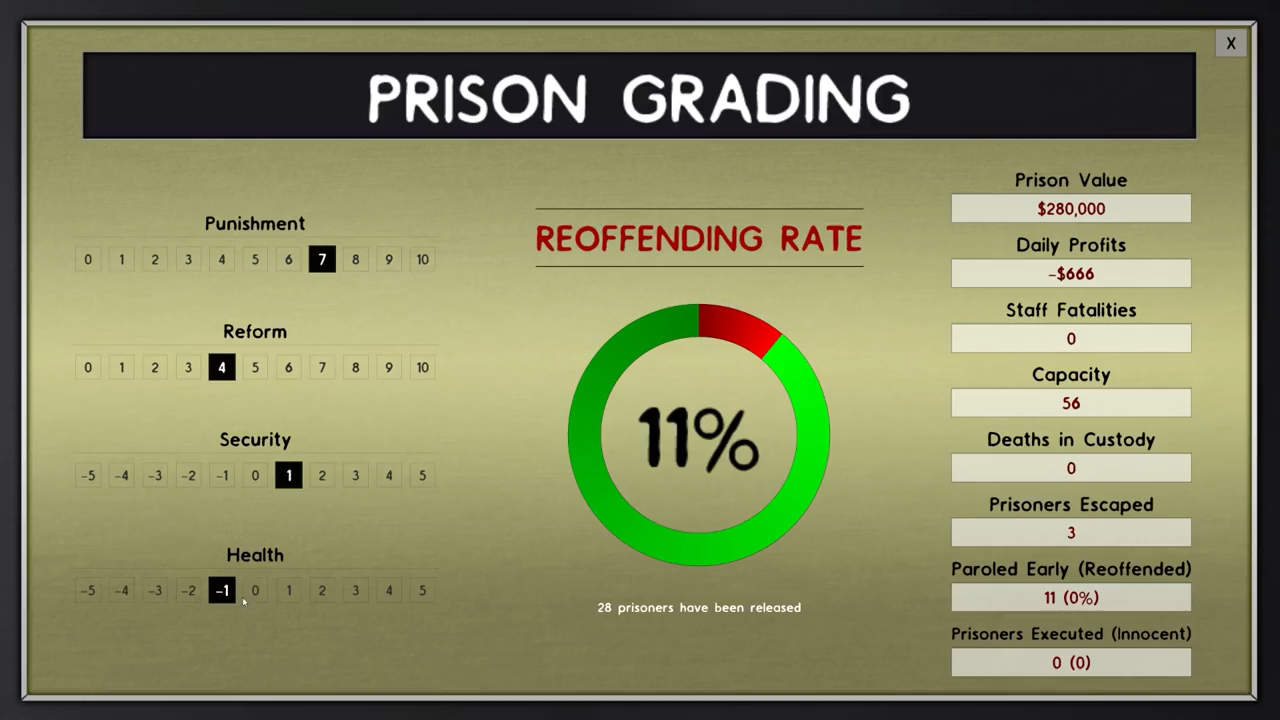 X
PRISON GRADING
Punishment
0 1 2 3 4 5 6 7 8 9 10
Reform
0 1 2 3 4 5 6 7 8 9 10
Security
-5 -4 -3 -2 -1 0 1 2 3 4 5
Health
-5 -4 -3 -2 -1 0 1 2 3 4 5
REOFFENDING RATE
11%
28 prisoners have been released
Prison Value
$280,000
Daily Profits
-$666
Staff Fatalities
0
Capacity
56
Deaths in Custody
0
Prisoners Escaped
3
Paroled Early (Reoffended)
11 (0%)
Prisoners Executed (Innocent)
0 (0)